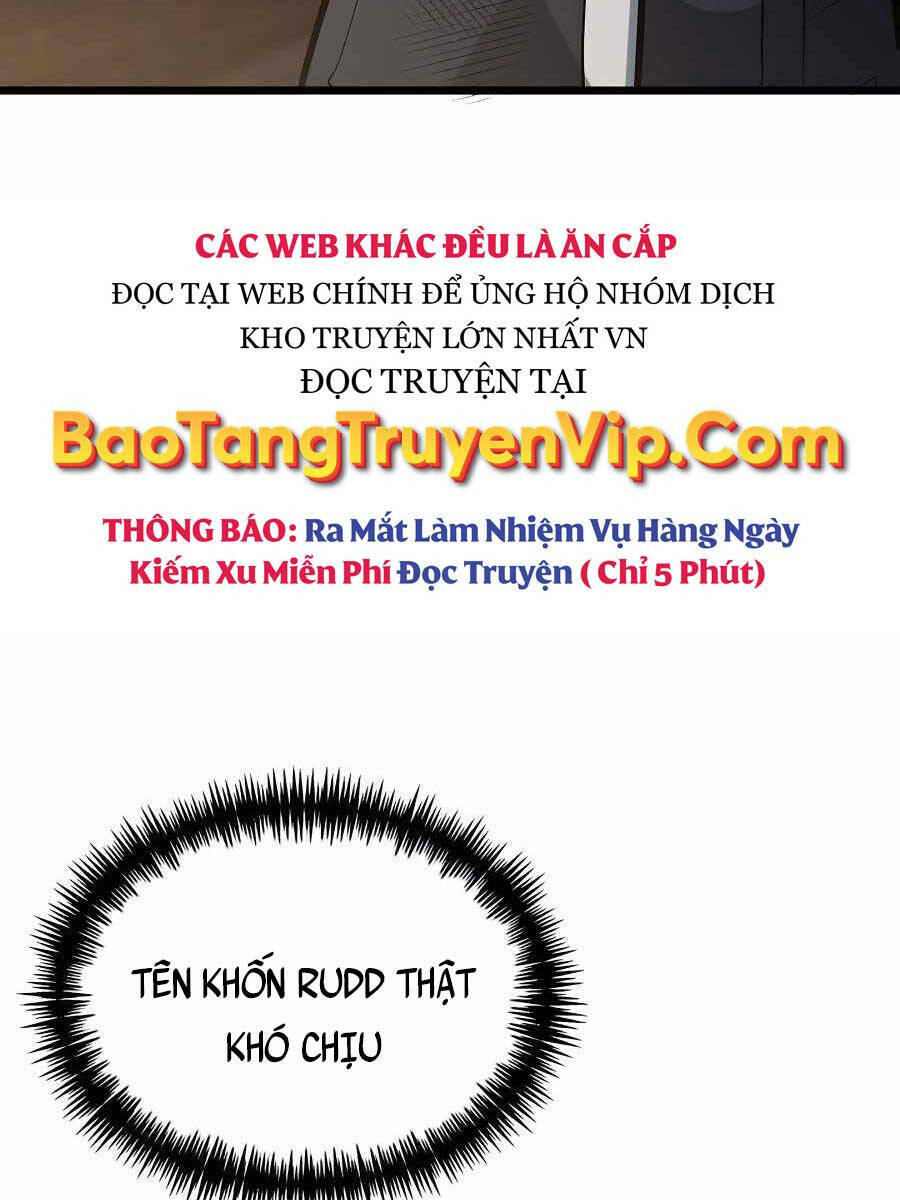 CÁC WEB KHÁC ĐỀU LÀ ĂN CẮP
ĐỌC TẠI WEB CHÍNH ĐỂ ỦNG HỘ NHÓM DỊCH
KHO TRUYỆN LỚN NHẤT VN
ĐỌC TRUYỆN TẠI
BaoTangTruyenVip.Com
THÔNG BÁO: Ra Mắt Làm Nhiệm Vụ Hàng Ngày
Kiếm Xu Miễn Phí Đọc Truyện ( Chỉ 5 Phút)
TÊN KHỐN RUDD THẬT
KHÓ CHỊU